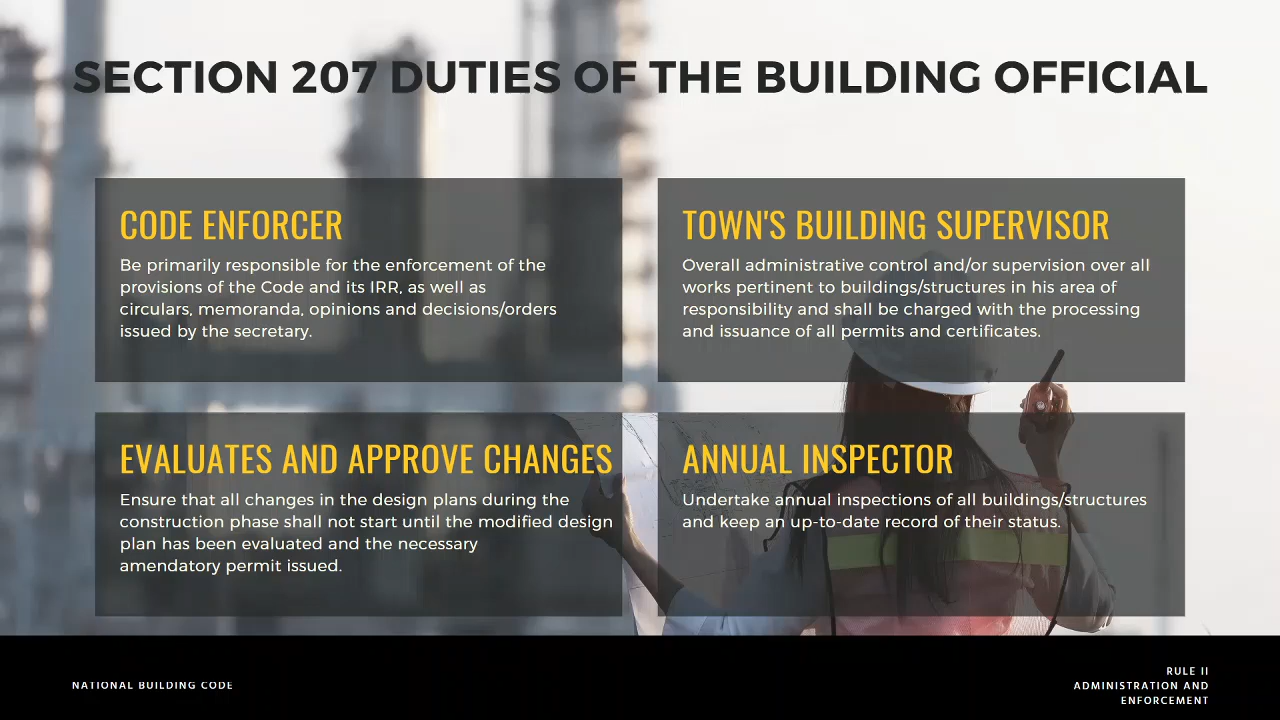 SECTION 207 DUTIES OF THE BUILDING OFFICIAL
CODE ENFORCER
Be primarily responsible for the enforcement of the
provisions of the Code and its IRR, as well as
circulars, memoranda, opinions and decisions/orders
issued by the secretary.
TOWN'S BUILDING SUPERVISOR
Overall administrative control and/or supervision over all
works pertinent to buildings/structures in his area of
responsibility and shall be charged with the processing
and issuance of all permits and certificates.
EVALUATES AND APPROVE CHANGES
Ensure that all changes in the design plans during the
construction phase shall not start until the modified design
plan has been evaluated and the necessary
amendatory permit issued.
ANNUAL INSPECTOR
Undertake annual inspections of all buildings/structures
and keep an up-to-date record of their status.
NATIONAL BUILDING CODE
RULE II
ADMINISTRATION AND
ENFORCEMENT